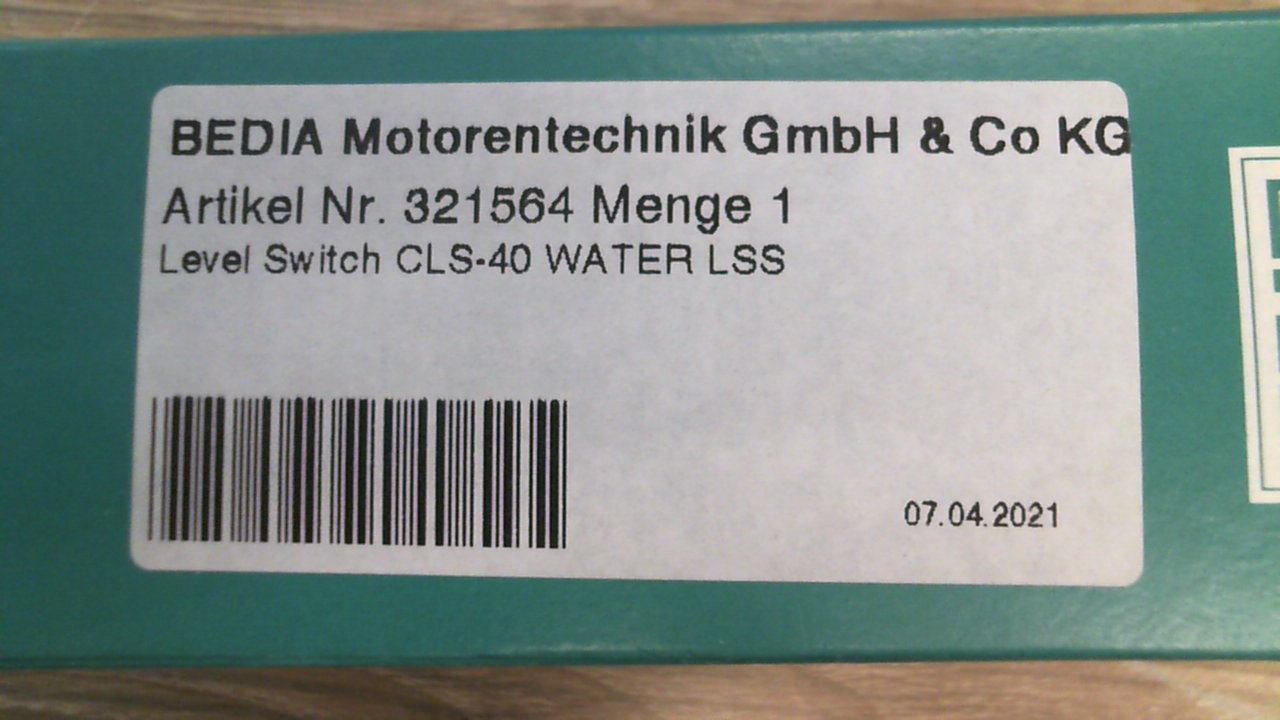 BEDIA Motorentechnik GmbH & Co KG
Artikel Nr. 321564 Menge 1
Level Switch CLS-40 WATER LSS
07.04.2021